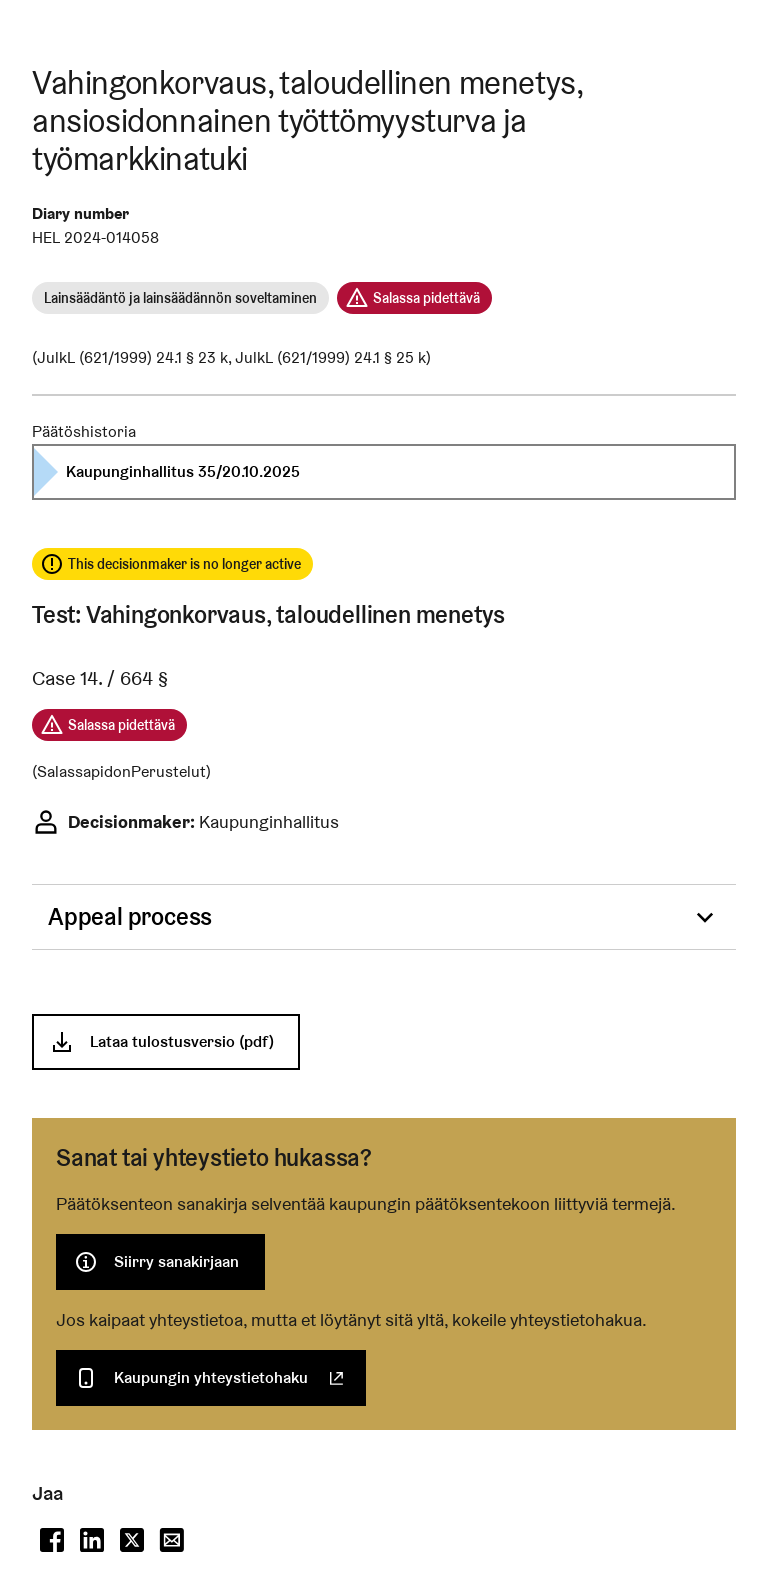 Vahingonkorvaus, taloudellinen menetys,
ansiosidonnainen työttömyysturva ja
työmarkkinatuki
Diary number
HEL 2024-014058
Lainsäädäntö ja lainsäädännön soveltaminen
Salassa pidettävä
(JulkL (621/1999) 24.1 § 23 k, JulkL (621/1999) 24.1 § 25 k)
Päätöshistoria
Kaupunginhallitus 35/20.10.2025
This decisionmaker is no longer active
Test: Vahingonkorvaus, taloudellinen menetys
Case 14. / 664 §
Salassa pidettävä
(SalassapidonPerustelut)
Decisionmaker: Kaupunginhallitus
Appeal process
Lataa tulostusversio (pdf)
Sanat tai yhteystieto hukassa?
Päätöksenteon sanakirja selventää kaupungin päätöksentekoon liittyviä termejä.
Siirry sanakirjaan
Jos kaipaat yhteystietoa, mutta et löytänyt sitä yltä, kokeile yhteystietohakua.
Kaupungin yhteystietohaku
Jaa